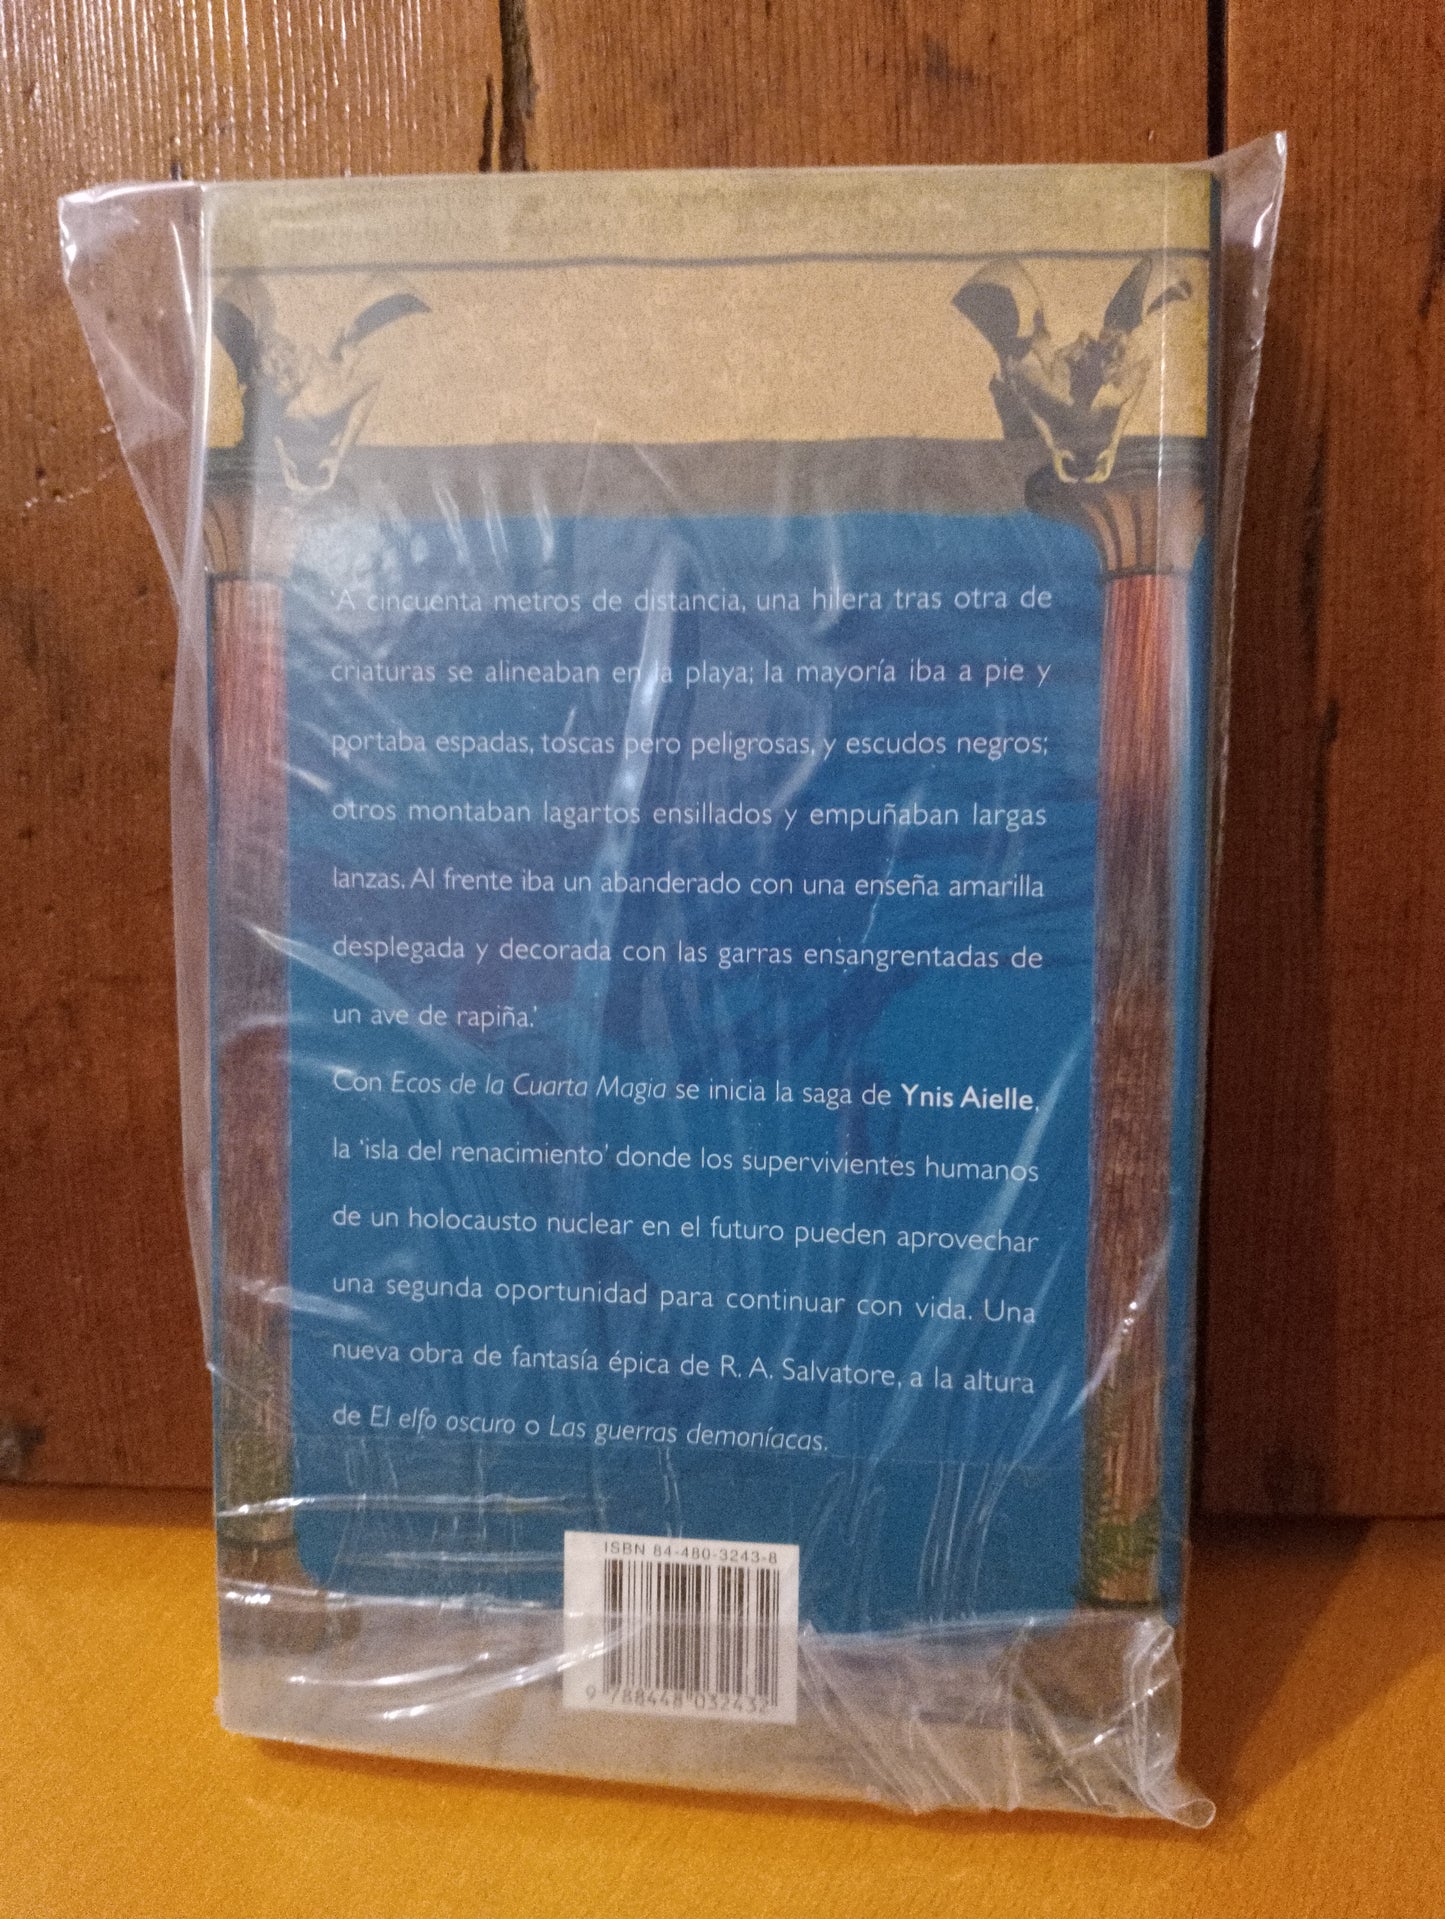 'A cincuenta metros de distancia, una hilera tras otra de
criaturas se alineaban en la playa; la mayoría iba a pie y
portaba espadas, toscas pero peligrosas, y escudos negros;
otros montaban lagartos ensillados y empuñaban largas
lanzas. Al frente iba un abanderado con una enseña amarilla
desplegada y decorada con las garras ensangrentadas de
un ave de rapiña.'
Con Ecos de la Cuarta Magia se inicia la saga de Ynis Aielle,
la 'isla del renacimiento' donde los supervivientes humanos
de un holocausto nuclear en el futuro pueden aprovechar
una segunda oportunidad para continuar con vida. Una
nueva obra de fantasía épica de R. A. Salvatore, a la altura
de El elfo oscuro o Las guerras demoníacas.
ISBN 84-480-3243-8
9 788448 032432